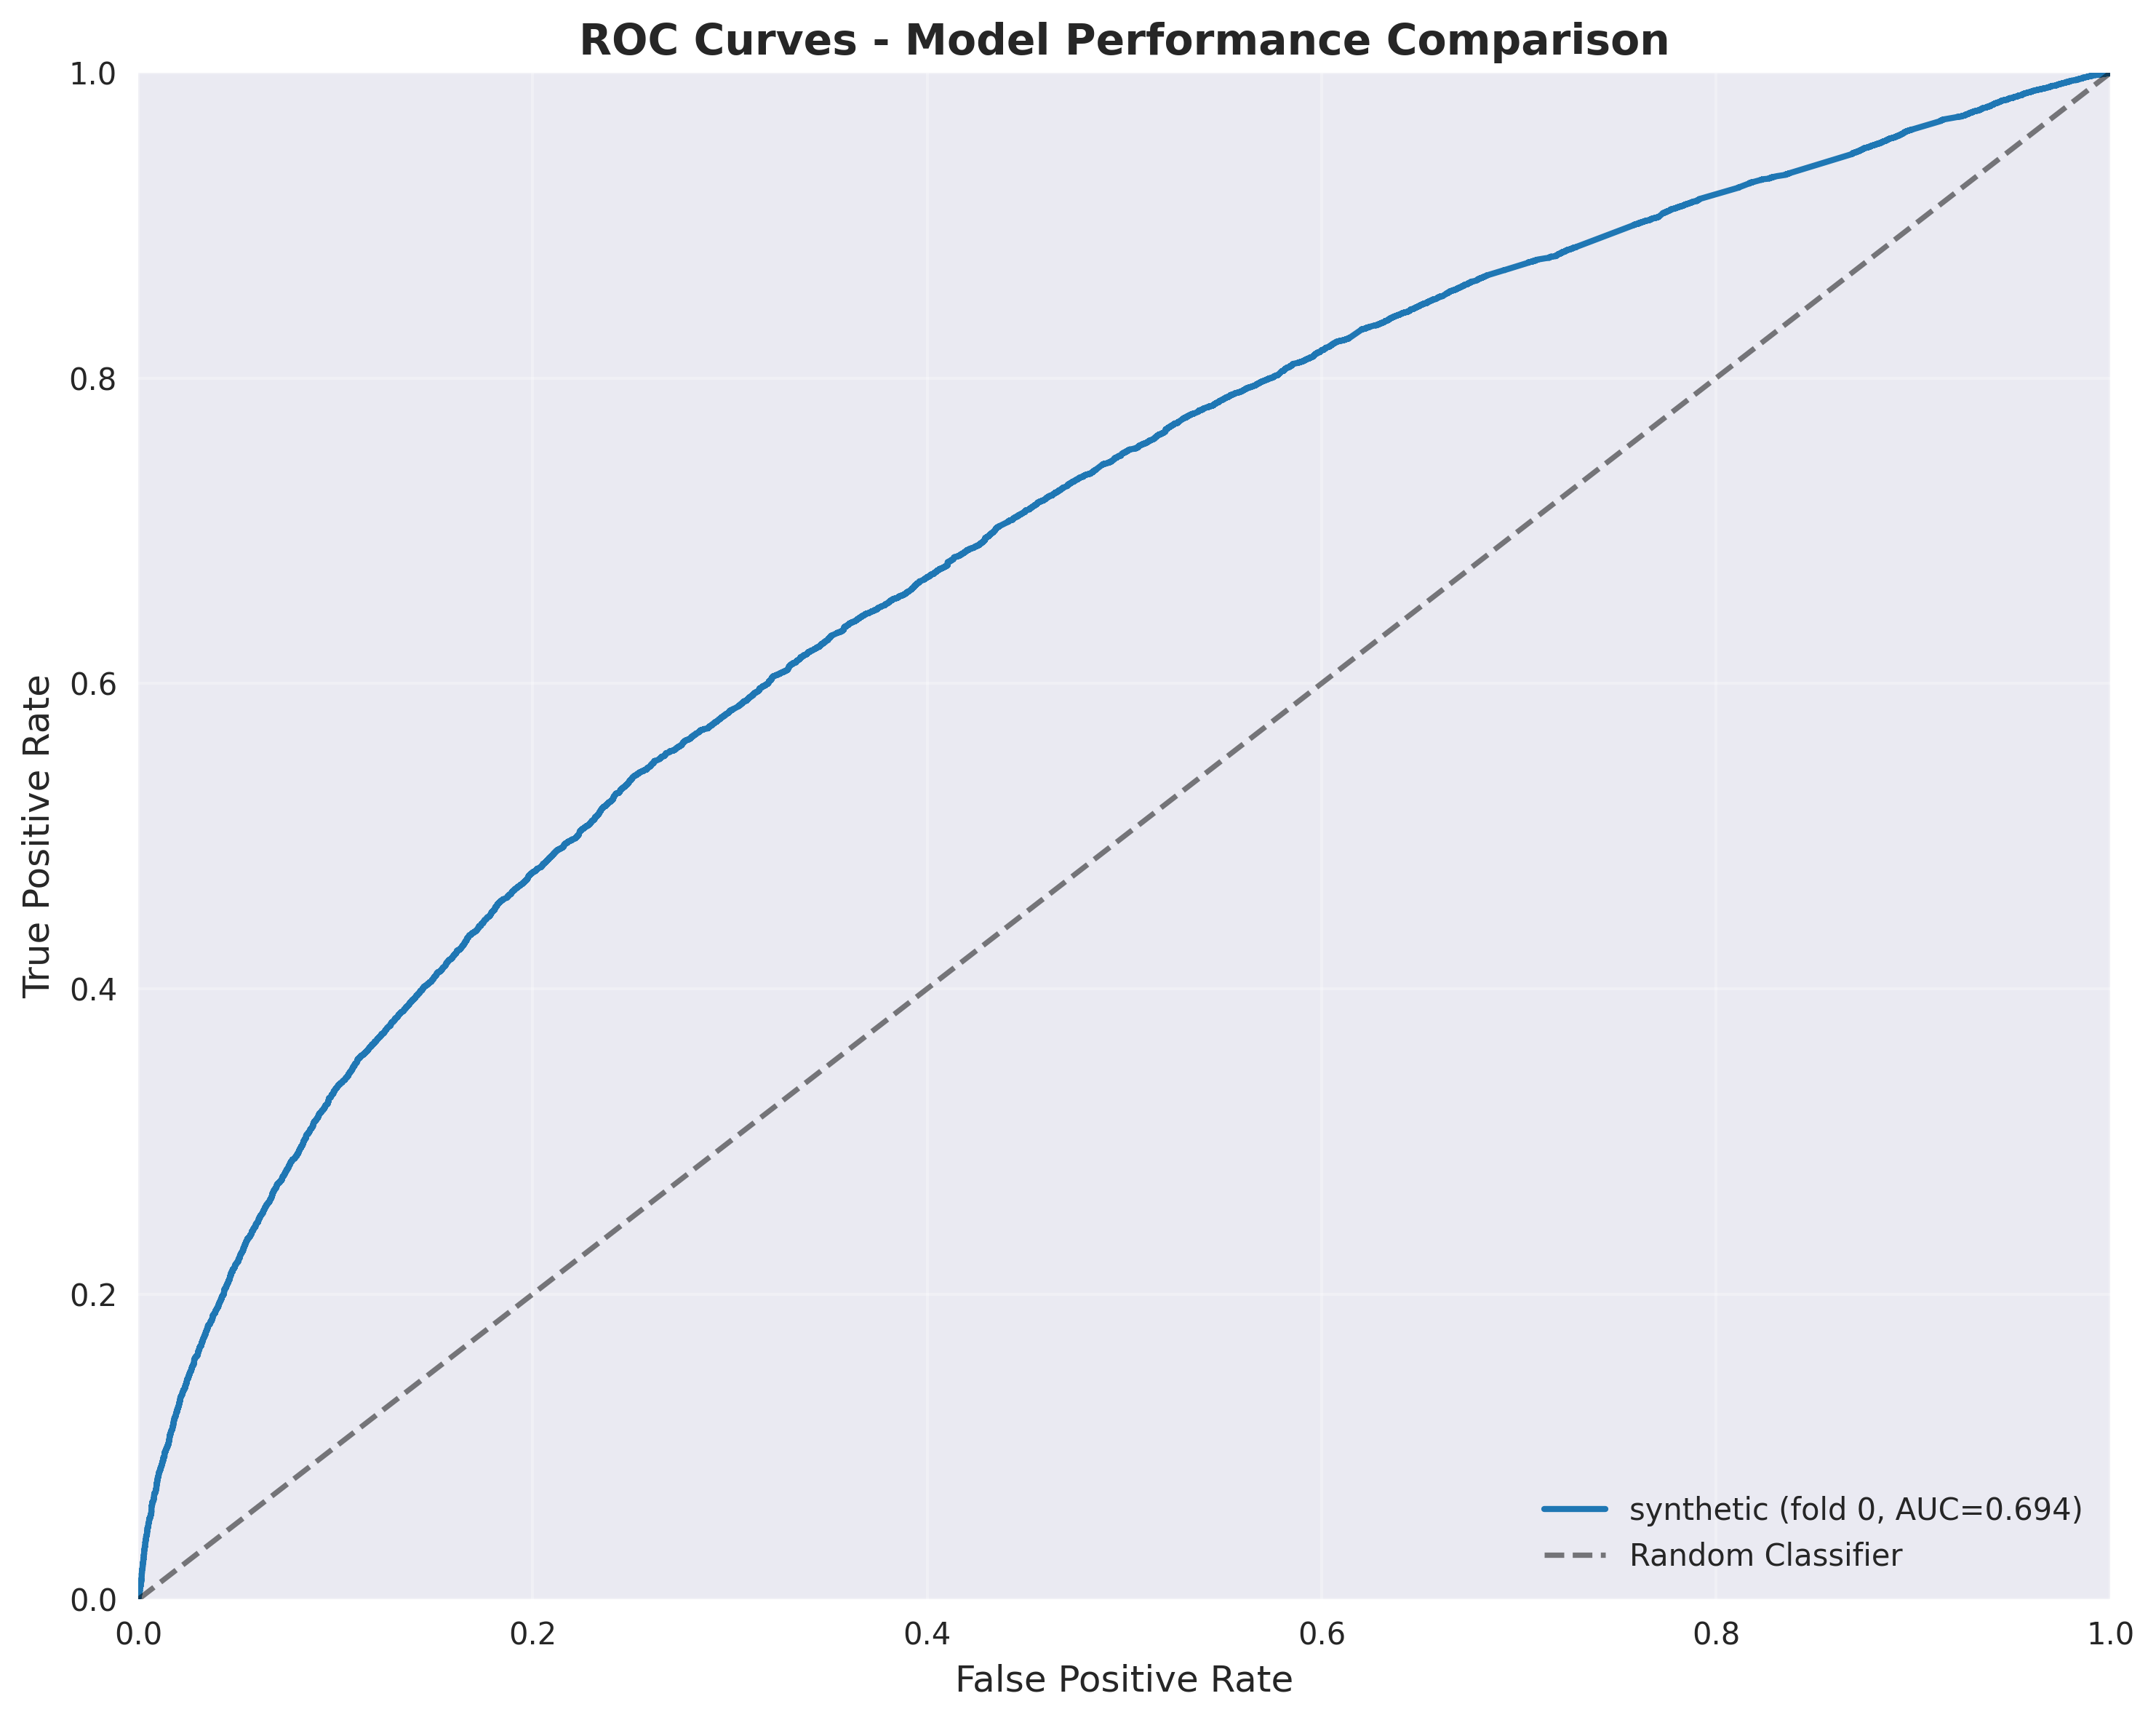 ROC Curves - Model Performance Comparison
True Positive Rate
1.0
0.8
0.6
0.4
0.2
0.0
synthetic (fold 0, AUC=0.694)
Random Classifier
0.0 0.2 0.4 0.6 0.8 1.0
False Positive Rate